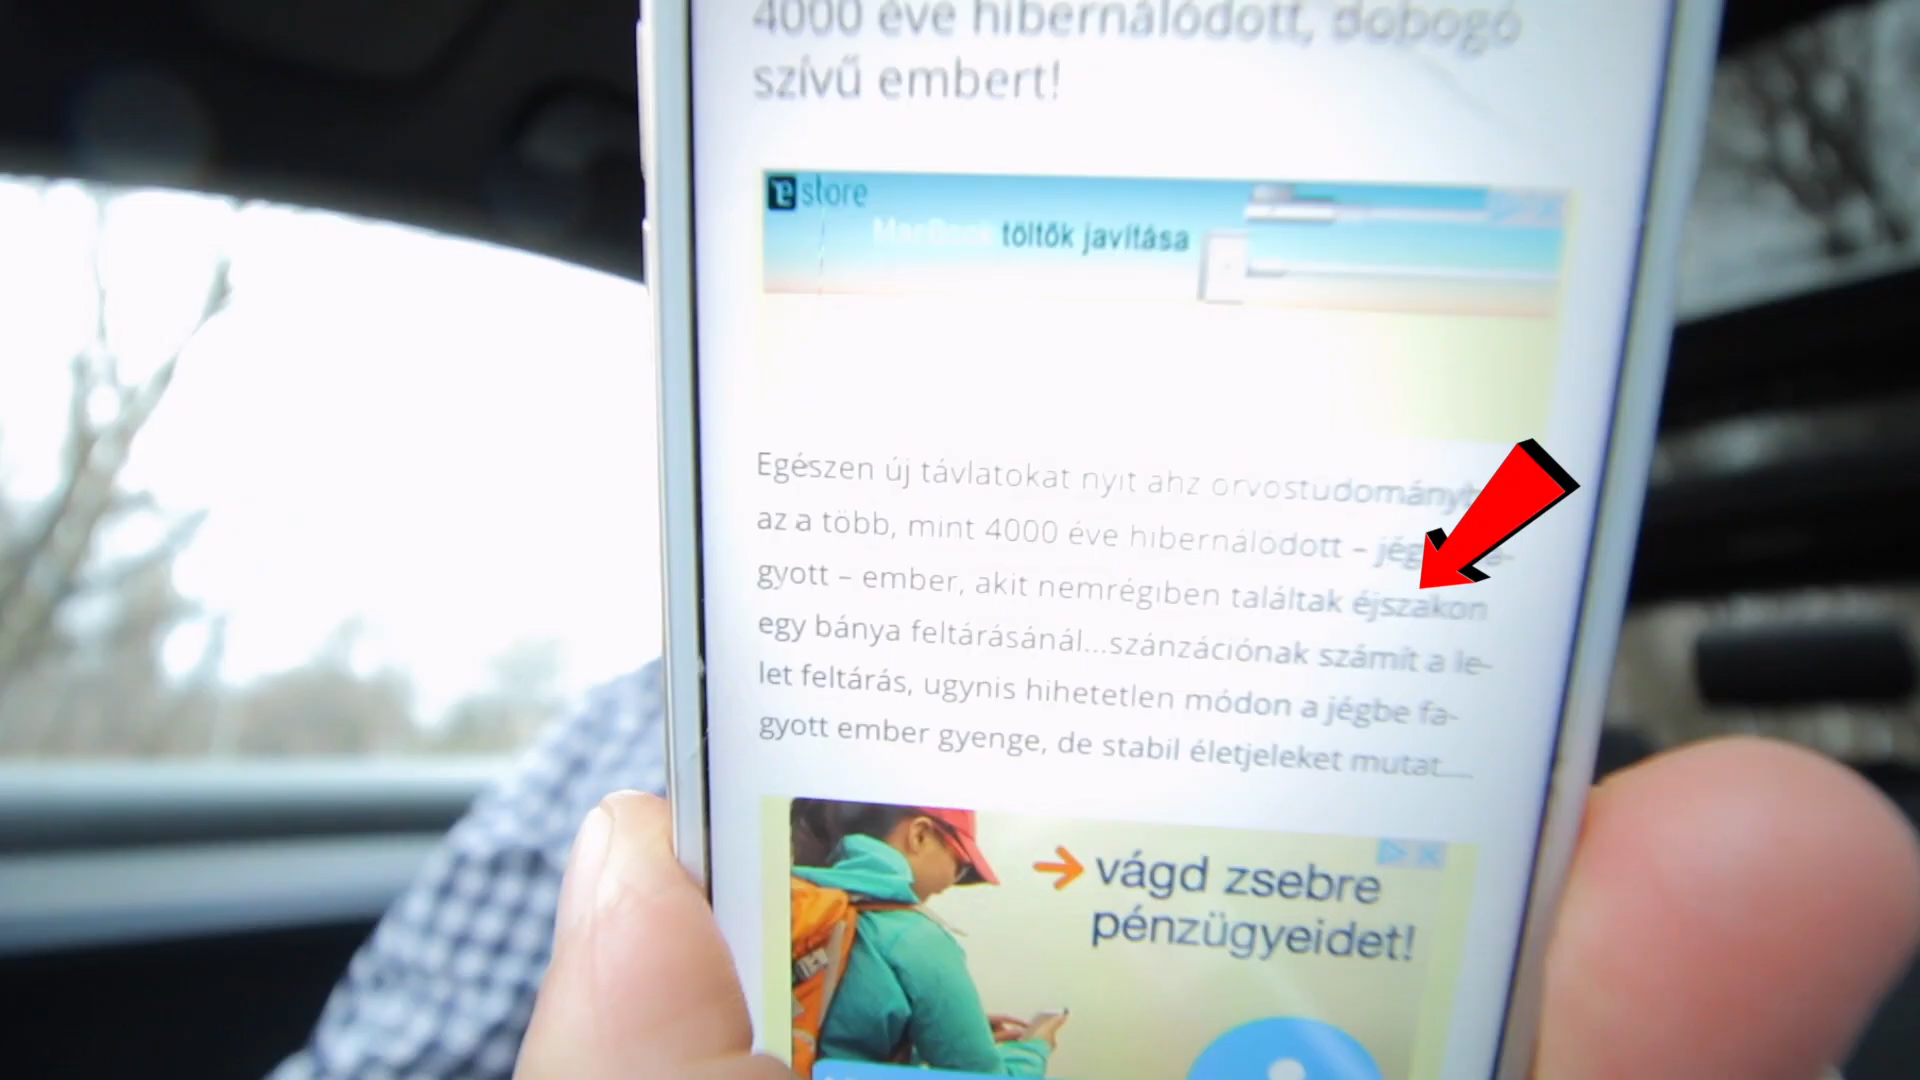 4000 éve hibernálódott, dobogó
szívű embert!
e store
MacBook töltők javítása
Egészen új távlatokat nyit ahz
az a több, mint 4000 éve hibernálódott –
gyott – ember, akit nemrégiben találtak éjszakon
egy bánya feltárásánál...szánzációnak számít a le-
let feltárás, ugynis hihetetlen módon a jégbe fa-
gyott ember gyenge, de stabil életjeleket mutat....
→ vágd zsebre
pénzügyeidet!